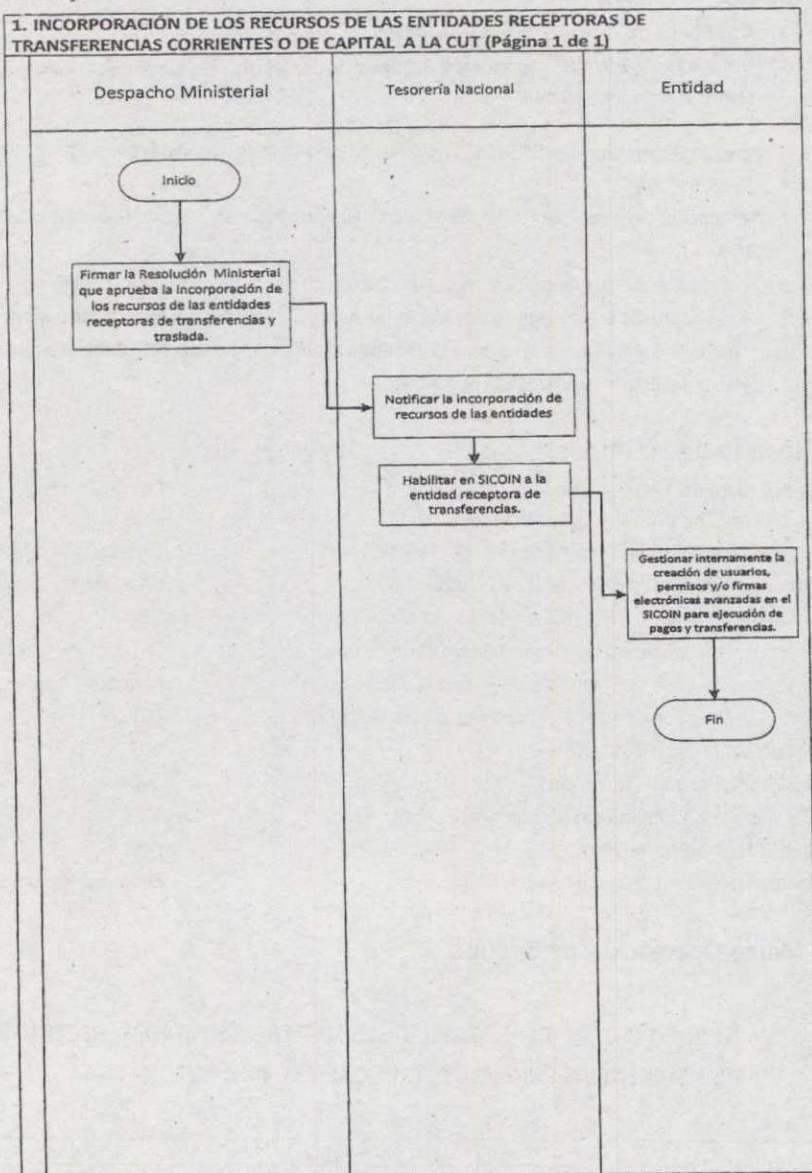 1. INCORPORACIÓN DE LOS RECURSOS DE LAS ENTIDADES RECEPTORAS DE
TRANSFERENCIAS CORRIENTES O DE CAPITAL A LA CUT (Página 1 de 1)
Despacho Ministerial
Tesorería Nacional
Entidad
Inicio
Firmar la Resolución Ministerial
que aprueba la incorporación de
los recursos de las entidades
receptoras de transferencias y
traslada.
Notificar la incorporación de
recursos de las entidades
Habilitar en SICOIN a la
entidad receptora de
transferencias.
Gestionar internamente la
creación de usuarios,
permisos y/o firmas
electrónicas avanzadas en el
SICOIN para ejecución de
pagos y transferencias.
Fin